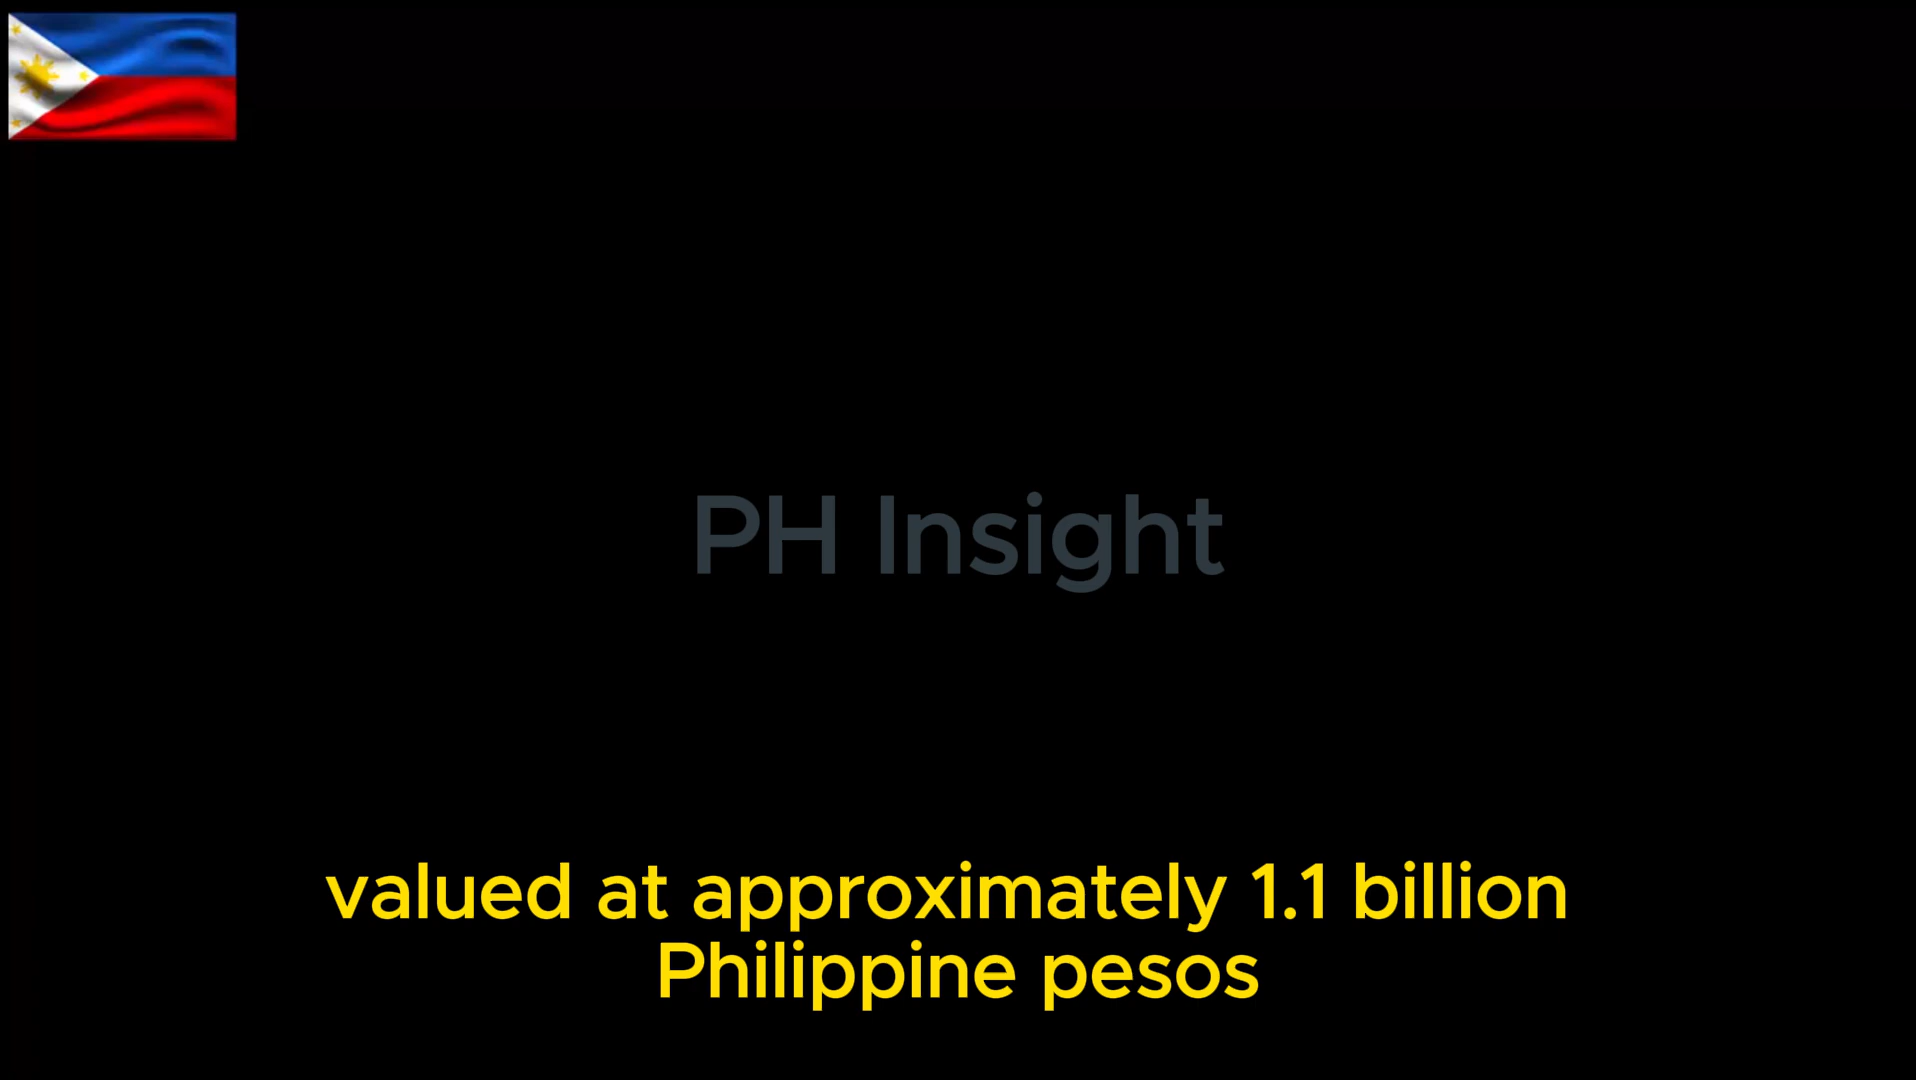 PH Insight
valued at approximately 1.1 billion
Philippine pesos